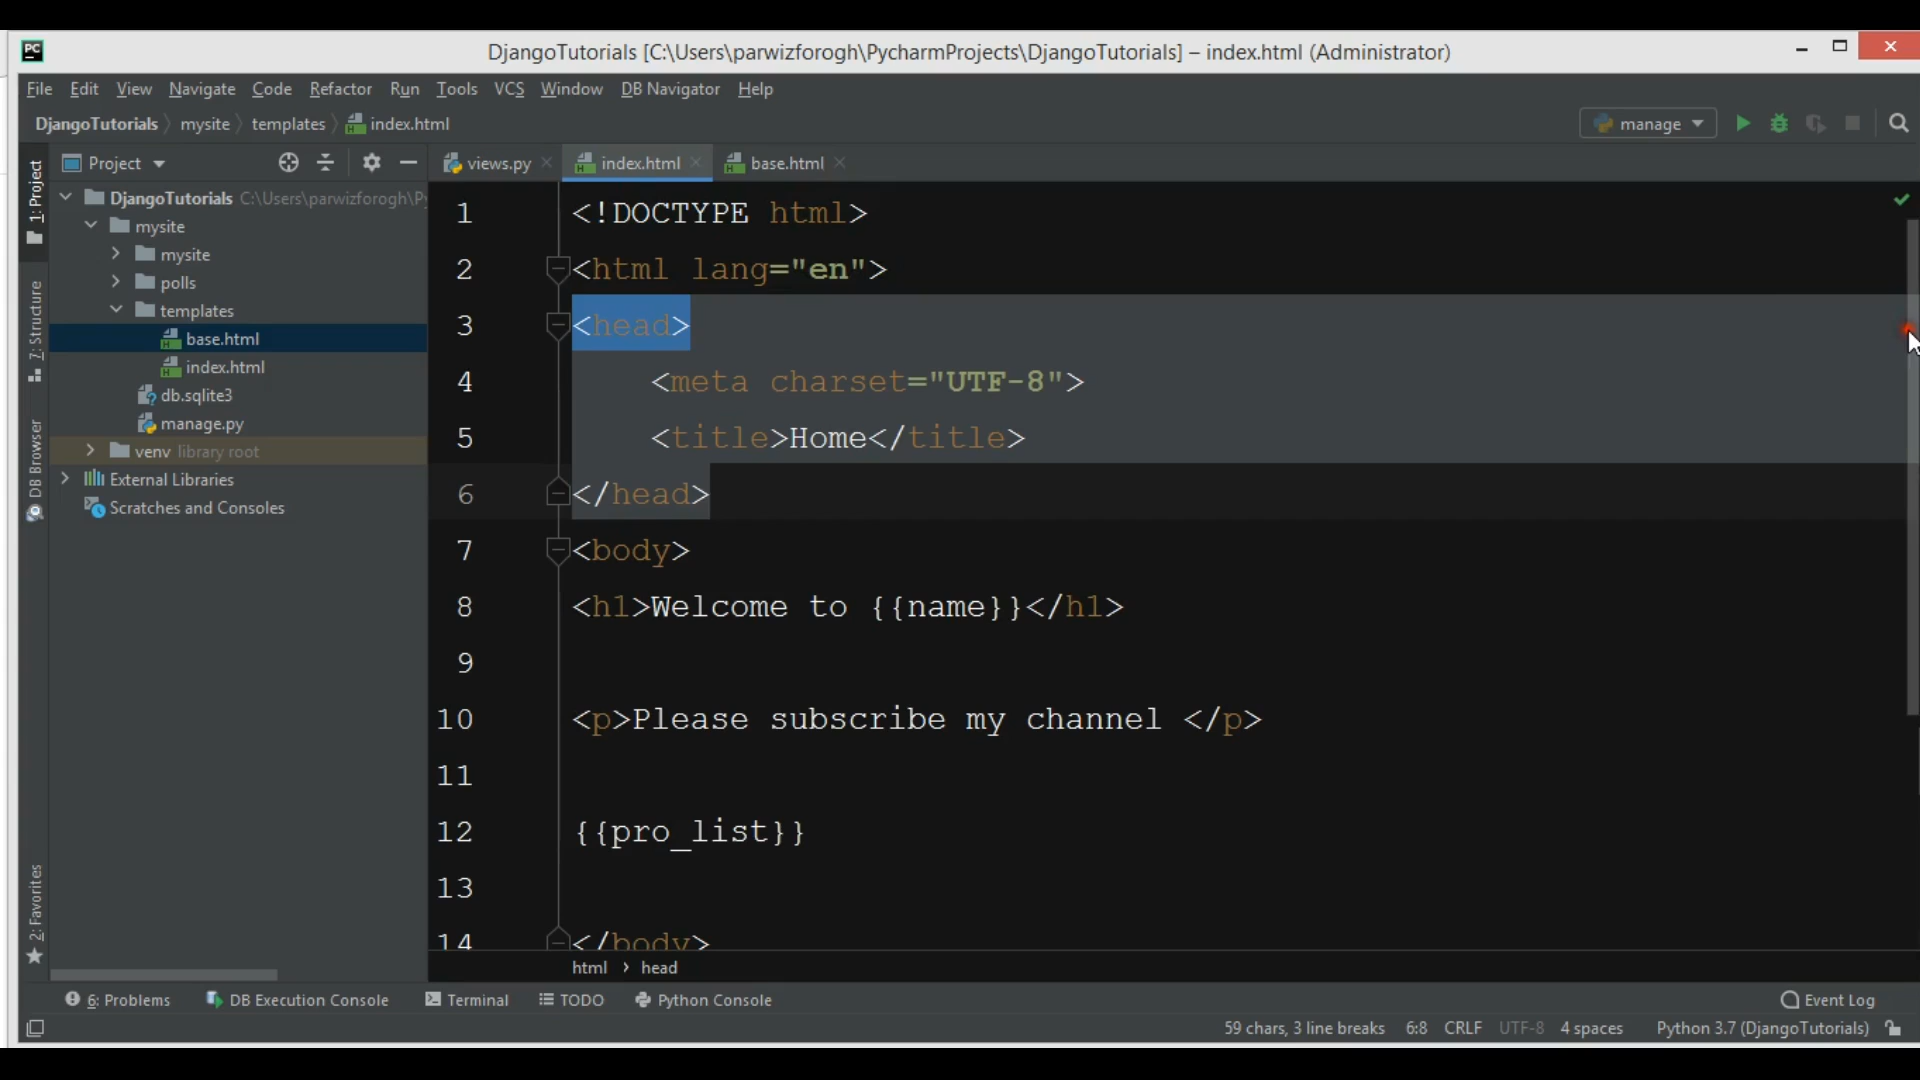 PC
DjangoTutorials [C:\Users\parwizforogh\PycharmProjects\DjangoTutorials] – index.html (Administrator)
File Edit View Navigate Code Refactor Run Tools VCS Window DB Navigator Help
DjangoTutorials mysite templates index.html
manage
Project
views.py
index.html
base.html
1: Project
7: Structure
DB Browser
2: Favorites
DjangoTutorials C:\Users\parwizforogh\Py
mysite
mysite
polls
templates
base.html
index.html
db.sqlite3
manage.py
venv library root
External Libraries
Scratches and Consoles
1 <!DOCTYPE html>
2 <html lang="en">
3 <head>
4 <meta charset="UTF-8">
5 <title>Home</title>
6 </head>
7 <body>
8 <h1>Welcome to {{name}}</h1>
9
10 <p>Please subscribe my channel </p>
11
12 {{pro_list}}
13
14 </body>
html › head
6: Problems DB Execution Console Terminal TODO Python Console Event Log
59 chars, 3 line breaks 6:8 CRLF UTF-8 4 spaces Python 3.7 (DjangoTutorials)